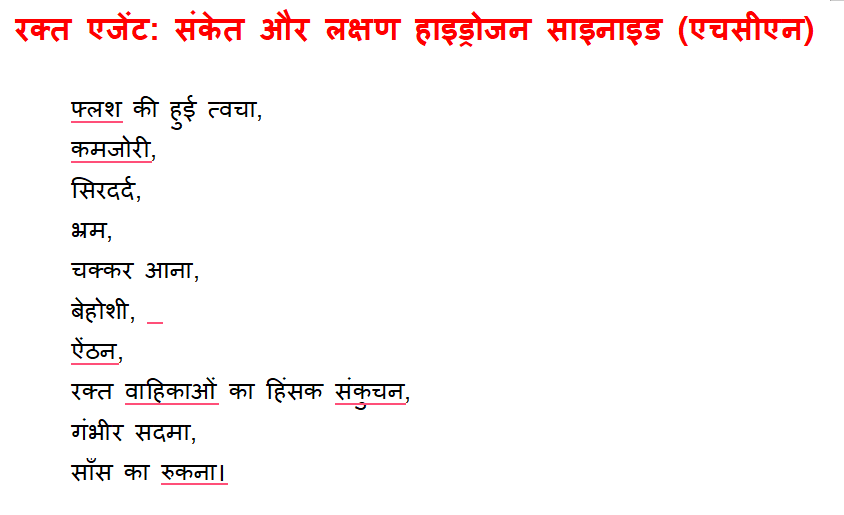 रक्त एजेंट: संकेत और लक्षण हाइड्रोजन साइनाइड (एचसीएन)
फ्लश की हुई त्वचा,
कमजोरी,
सिरदर्द,
भ्रम,
चक्कर आना,
बेहोशी,
ऐंठन,
रक्त वाहिकाओं का हिंसक संकुचन,
गंभीर सदमा,
साँस का रुकना।